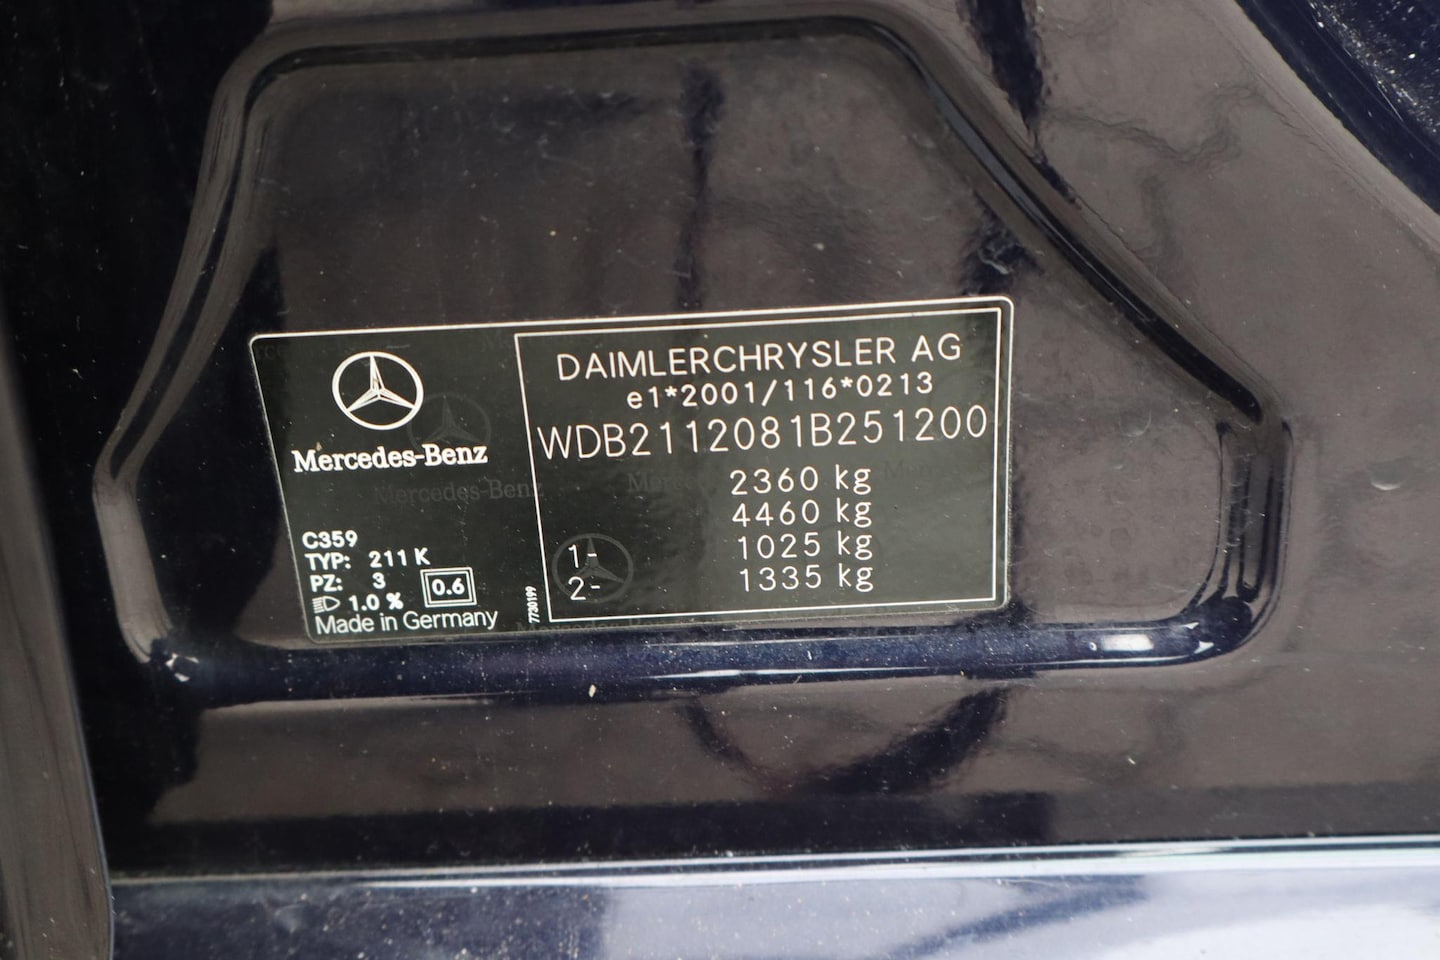 Mercedes-Benz
C359
TYP: 211 K
PZ: 3
0.6
1.0 %
Made in Germany
7730199
DAIMLERCHRYSLER AG
e1*2001/116*0213
WDB2112081B251200
2360 kg
4460 kg
1- 1025 kg
2- 1335 kg